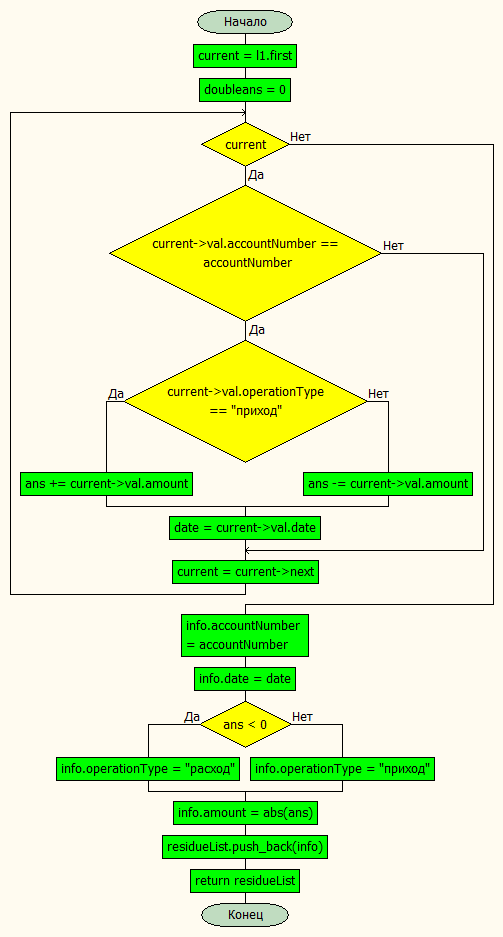 Начало
current = l1.first
doubleans = 0
current
Нет
Да
current->val.accountNumber ==
accountNumber
Нет
Да
current->val.operationType
== "приход"
Да
Нет
ans += current->val.amount
ans -= current->val.amount
date = current->val.date
current = current->next
info.accountNumber
= accountNumber
info.date = date
ans < 0
Да
Нет
info.operationType = "расход"
info.operationType = "приход"
info.amount = abs(ans)
residueList.push_back(info)
return residueList
Конец